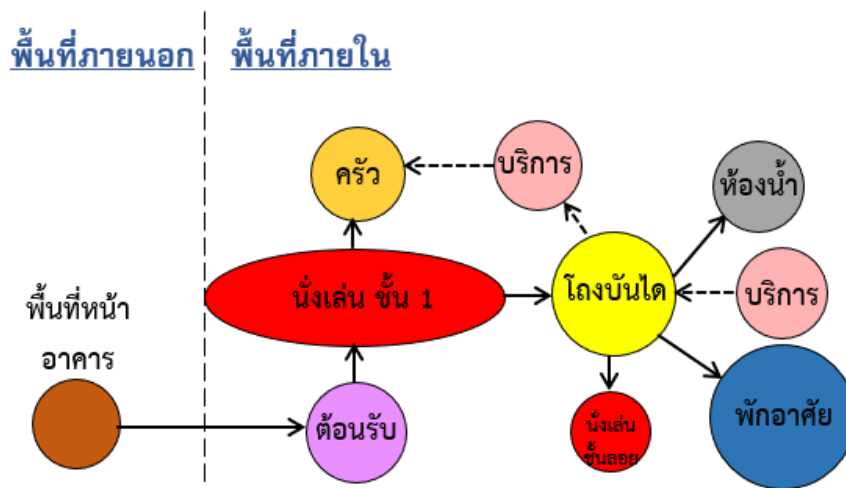 พื้นที่ภายนอก
พื้นที่ภายใน
ครัว
บริการ
ห้องน้ำ
นั่งเล่น ชั้น 1
โถงบันได
บริการ
พื้นที่หน้า
อาคาร
ต้อนรับ
นั่งเล่น
ชั้นลอย
พักอาศัย